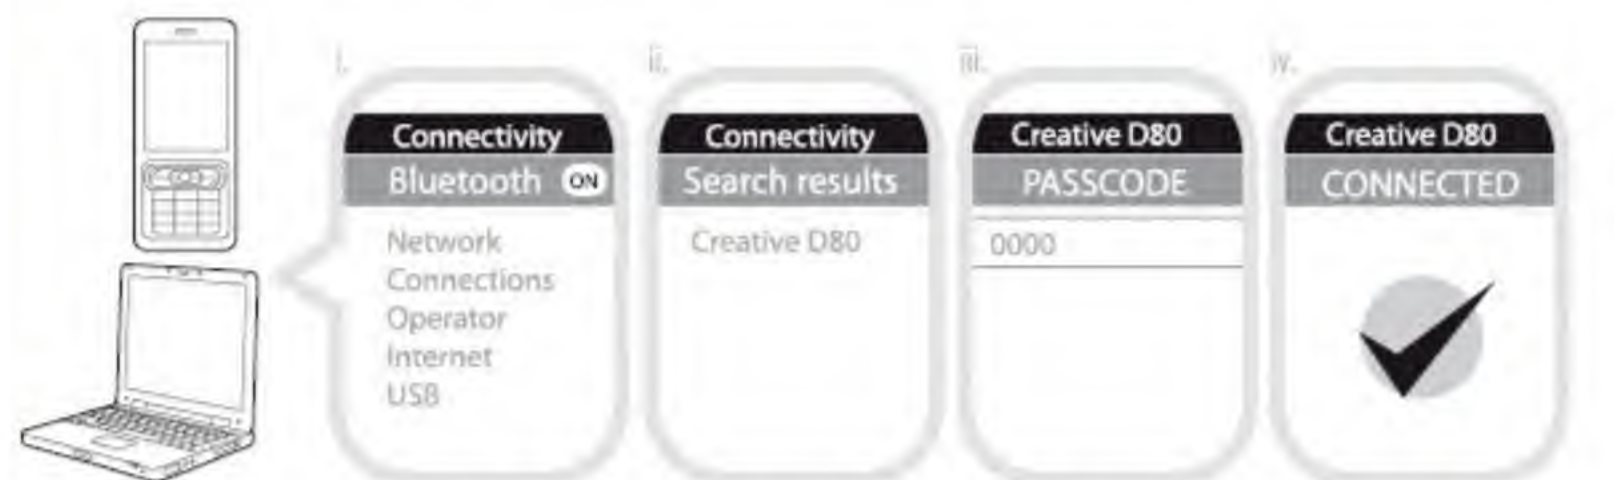 i.
Connectivity
Bluetooth ON
Network
Connections
Operator
Internet
USB
ii.
Connectivity
Search results
Creative D80
iii.
Creative D80
PASSCODE
0000
iv.
Creative D80
CONNECTED